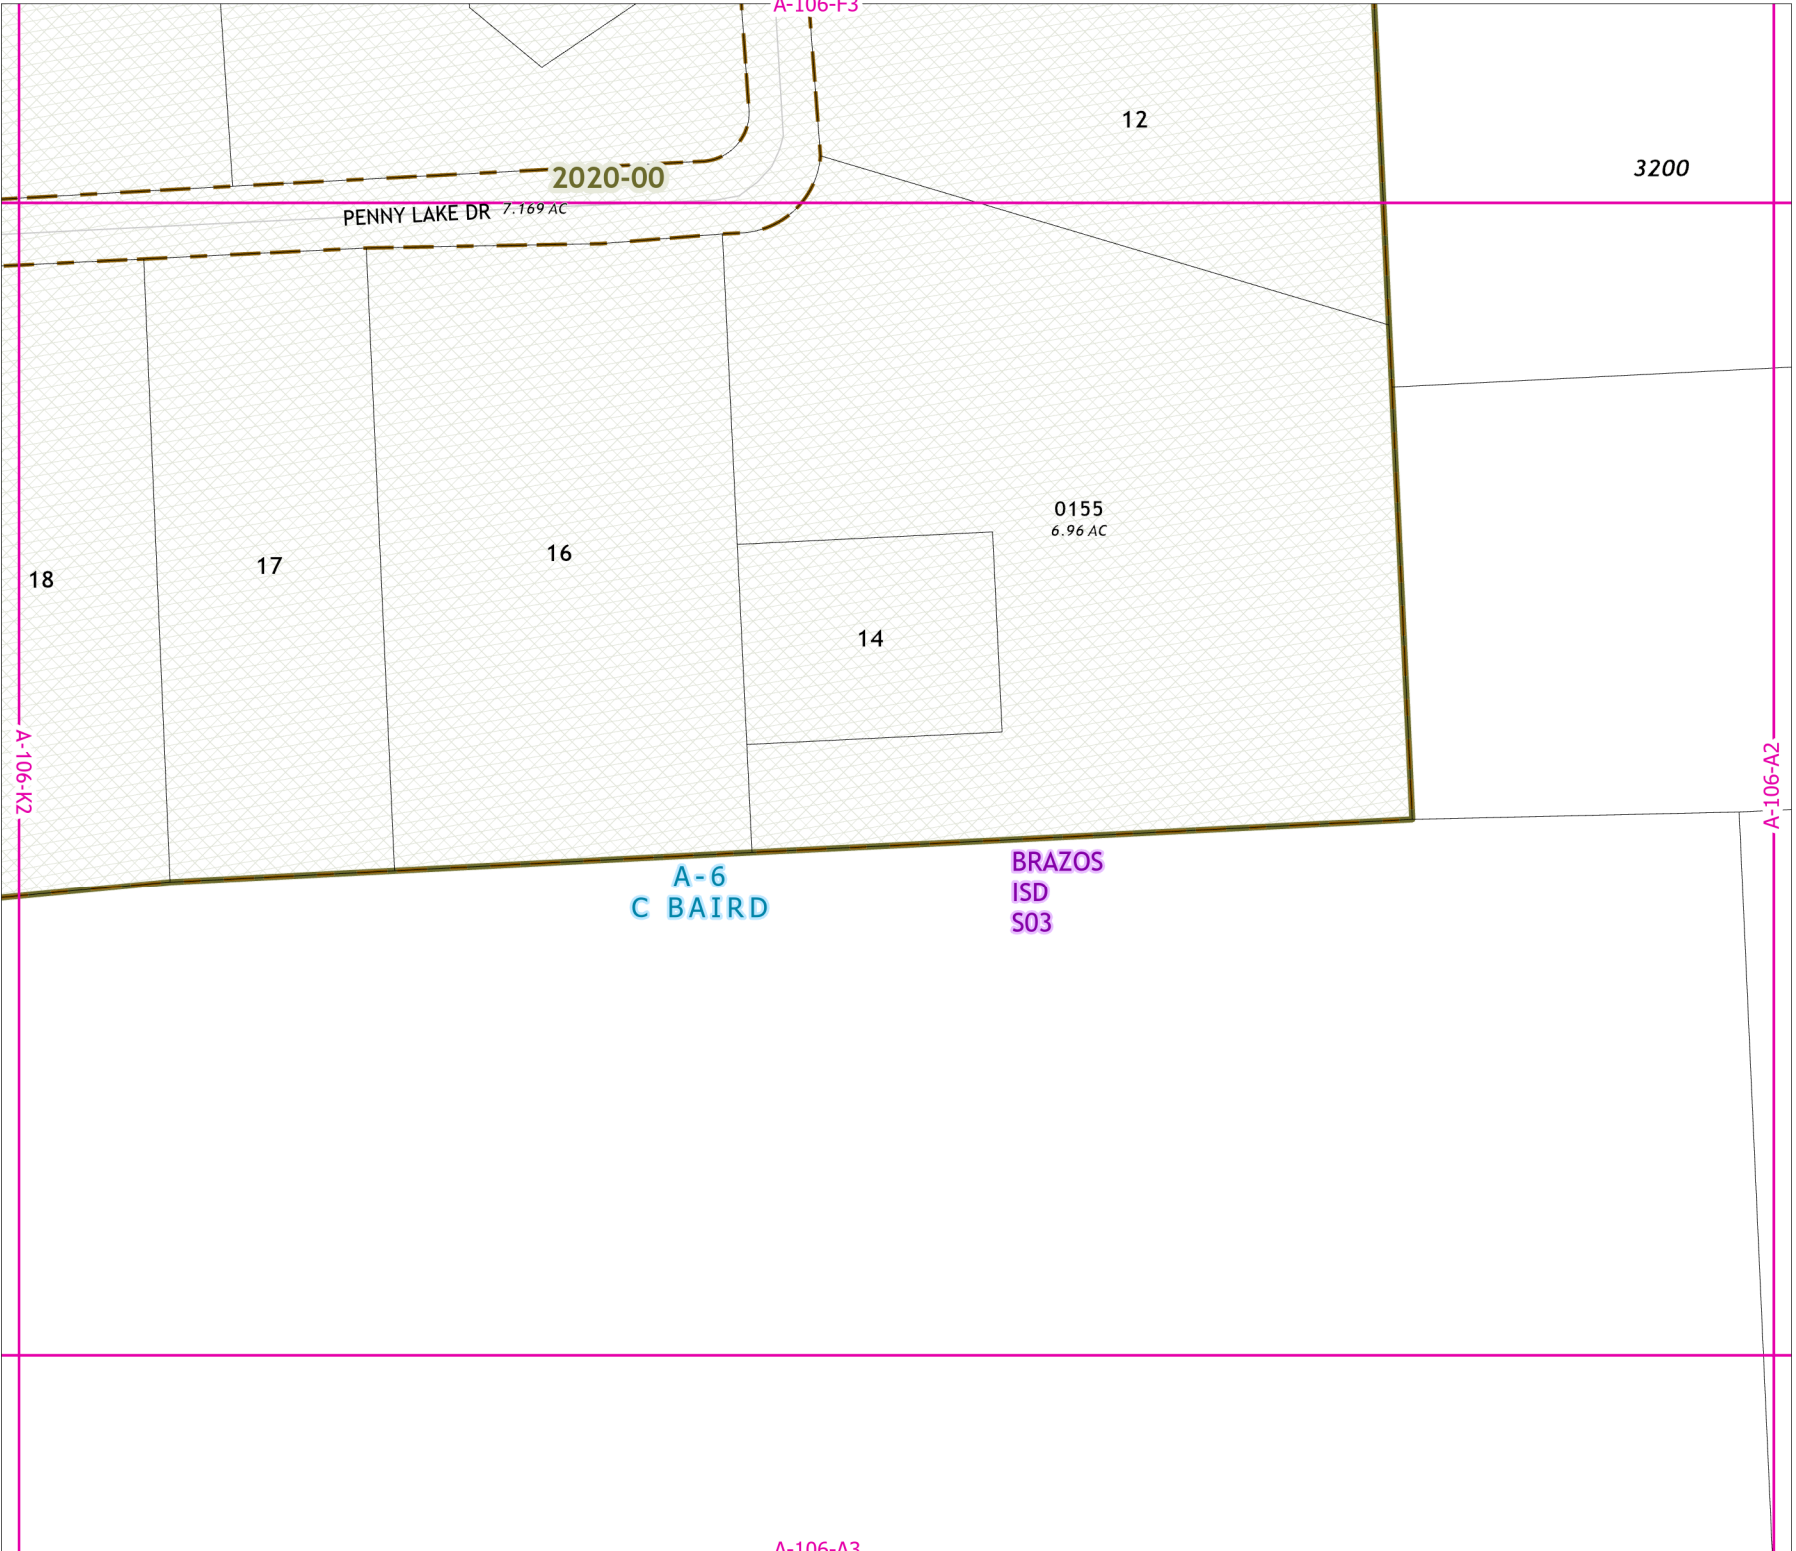 A-106-F3
12
3200
2020-00
PENNY LAKE DR 7.169 AC
0155
6.96 AC
16
17
18
14
A-106-K2
A-106-A2
BRAZOS
ISD
S03
A-6
C BAIRD
A-106-A3